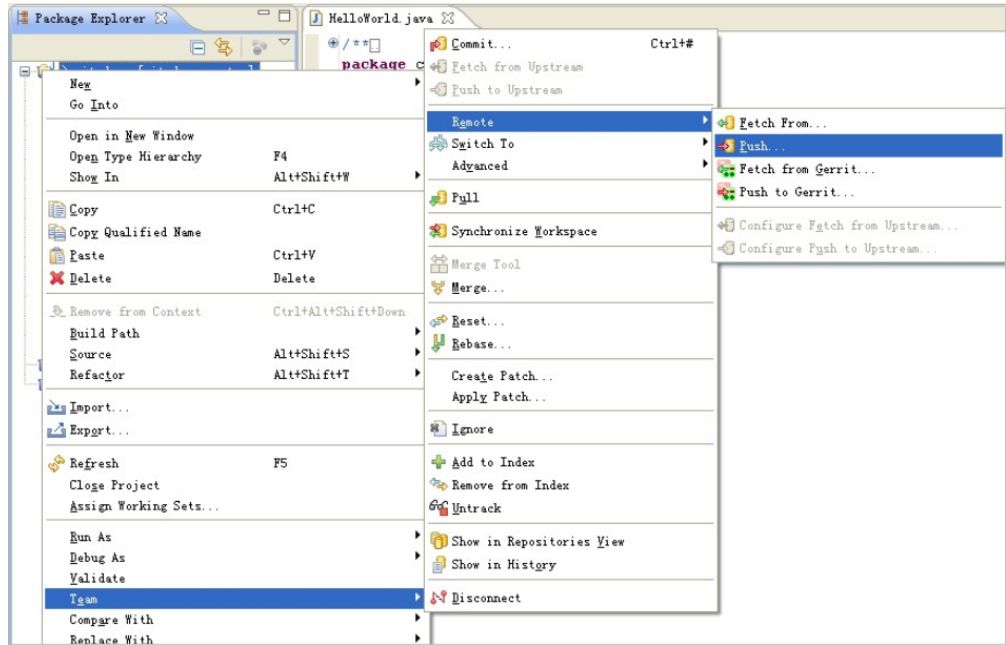 Package Explorer
HelloWorld.java
/**
package c
New
Go Into
Open in New Window
Open Type Hierarchy F4
Show In Alt+Shift+W
Copy Ctrl+C
Copy Qualified Name
Paste Ctrl+V
Delete Delete
Remove from Context Ctrl+Alt+Shift+Down
Build Path
Source Alt+Shift+S
Refactor Alt+Shift+T
Import...
Export...
Refresh F5
Close Project
Assign Working Sets...
Run As
Debug As
Validate
Team
Compare With
Replace With
Commit... Ctrl+#
Fetch from Upstream
Push to Upstream
Remote
Switch To
Advanced
Pull
Synchronize Workspace
Merge Tool
Merge...
Reset...
Rebase...
Create Patch...
Apply Patch...
Ignore
Add to Index
Remove from Index
Untrack
Show in Repositories View
Show in History
Disconnect
Fetch From...
Push...
Fetch from Gerrit...
Push to Gerrit...
Configure Fetch from Upstream...
Configure Push to Upstream...